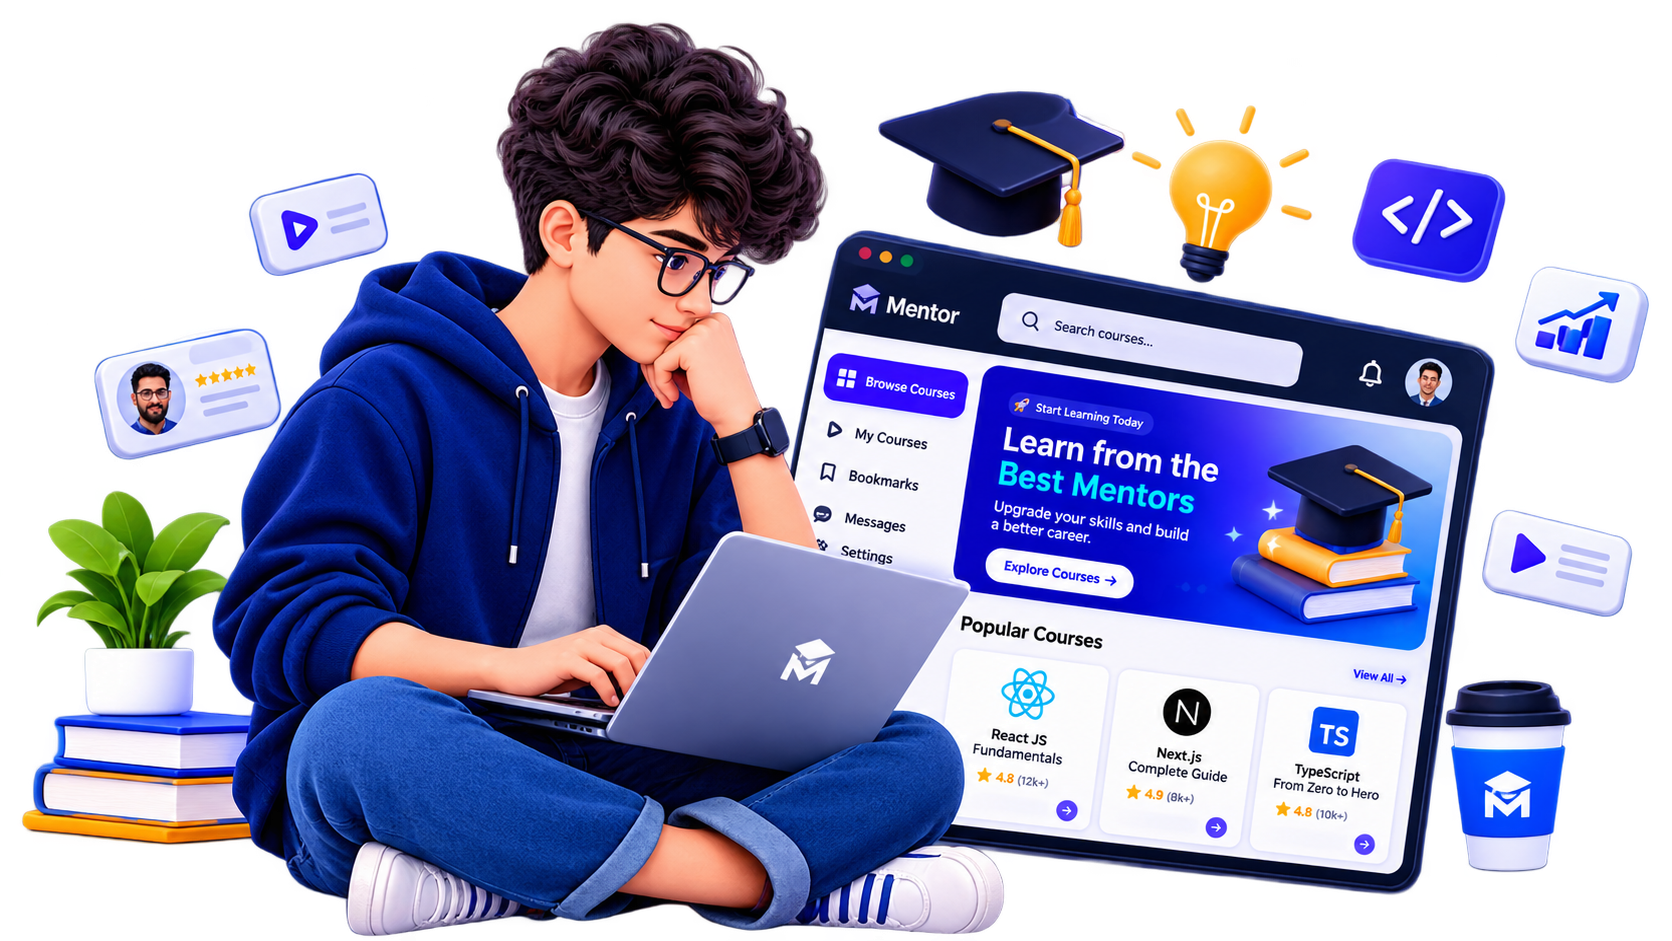 </>
Mentor
Search courses...
Browse Courses
My Courses
Bookmarks
Messages
Settings
🚀 Start Learning Today
Learn from the
Best Mentors
Upgrade your skills and build
a better career.
Explore Courses →
Popular Courses
View All →
React JS
Fundamentals
4.8 (12k+)
N
Next.js
Complete Guide
4.9 (8k+)
TS
TypeScript
From Zero to Hero
4.8 (10k+)
M
M